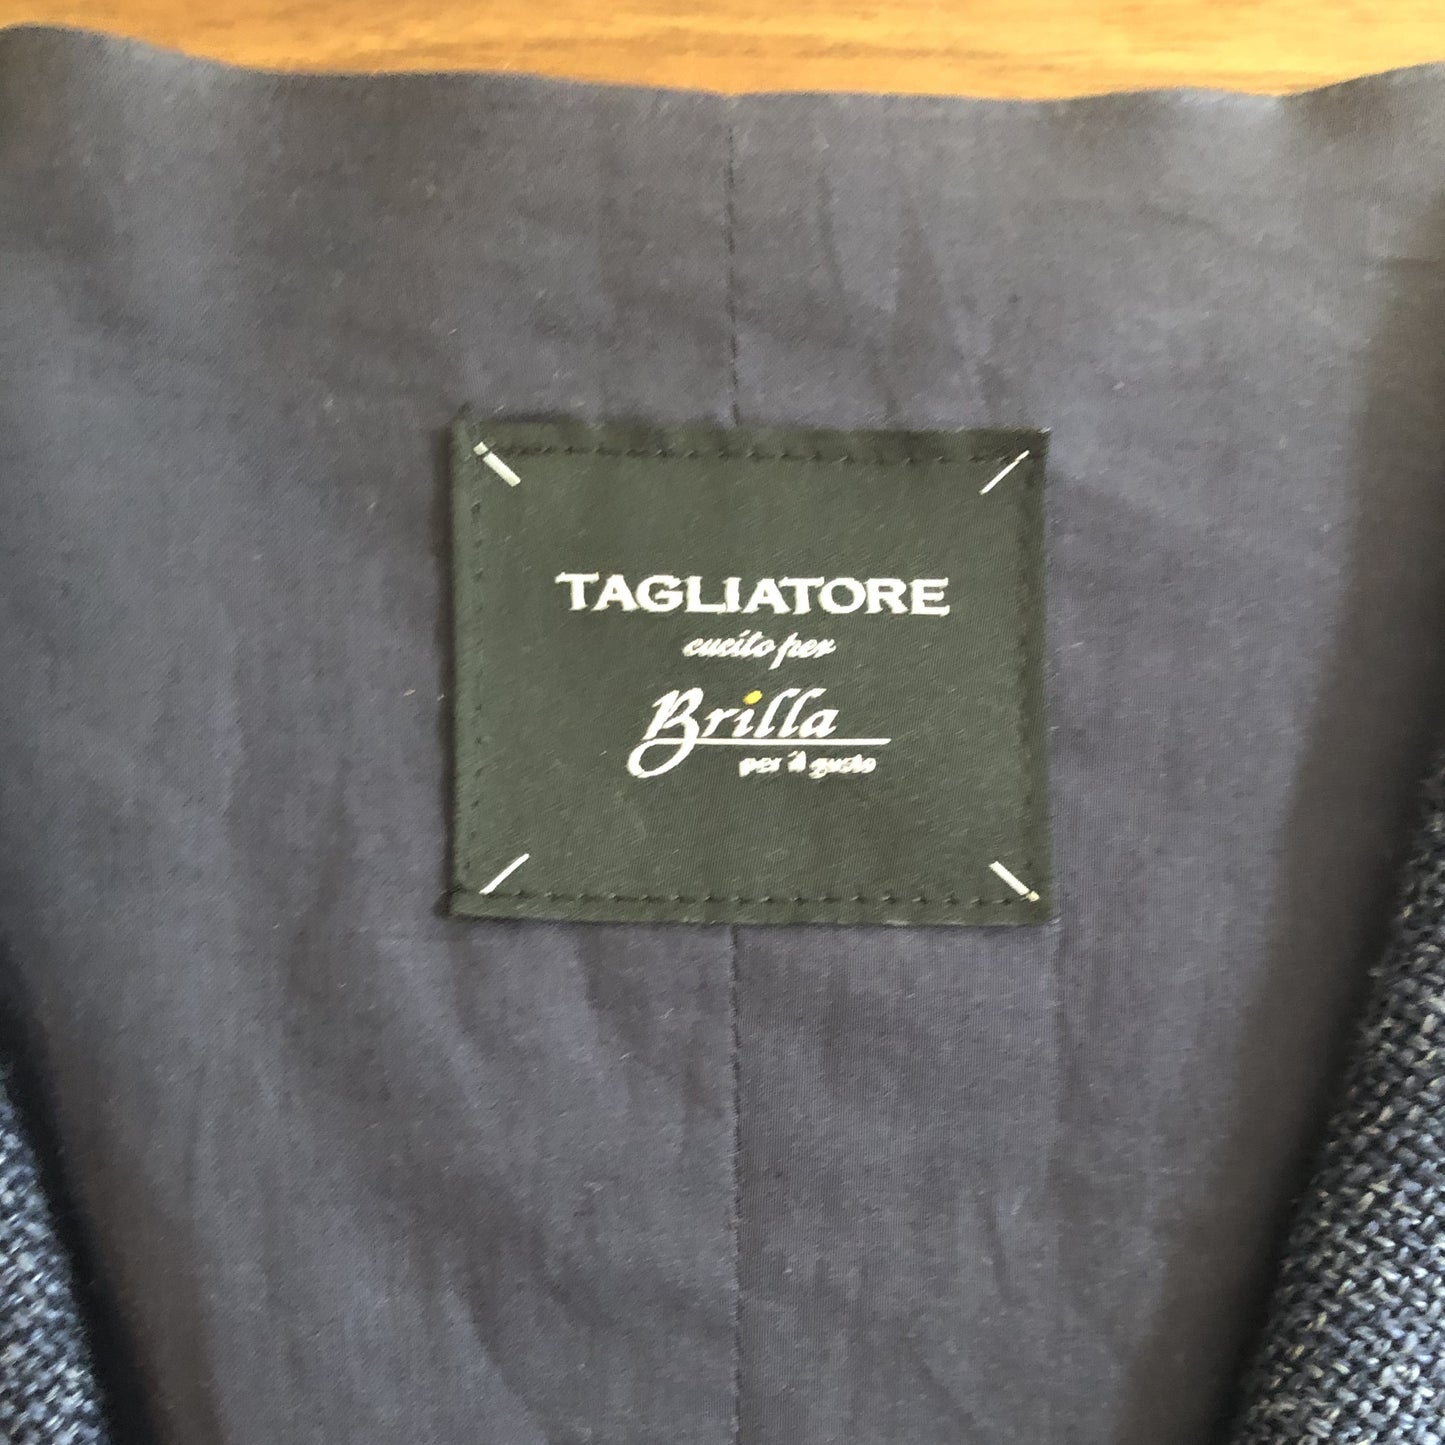 TAGLIATORE
cucito per
Brilla
per il gusto